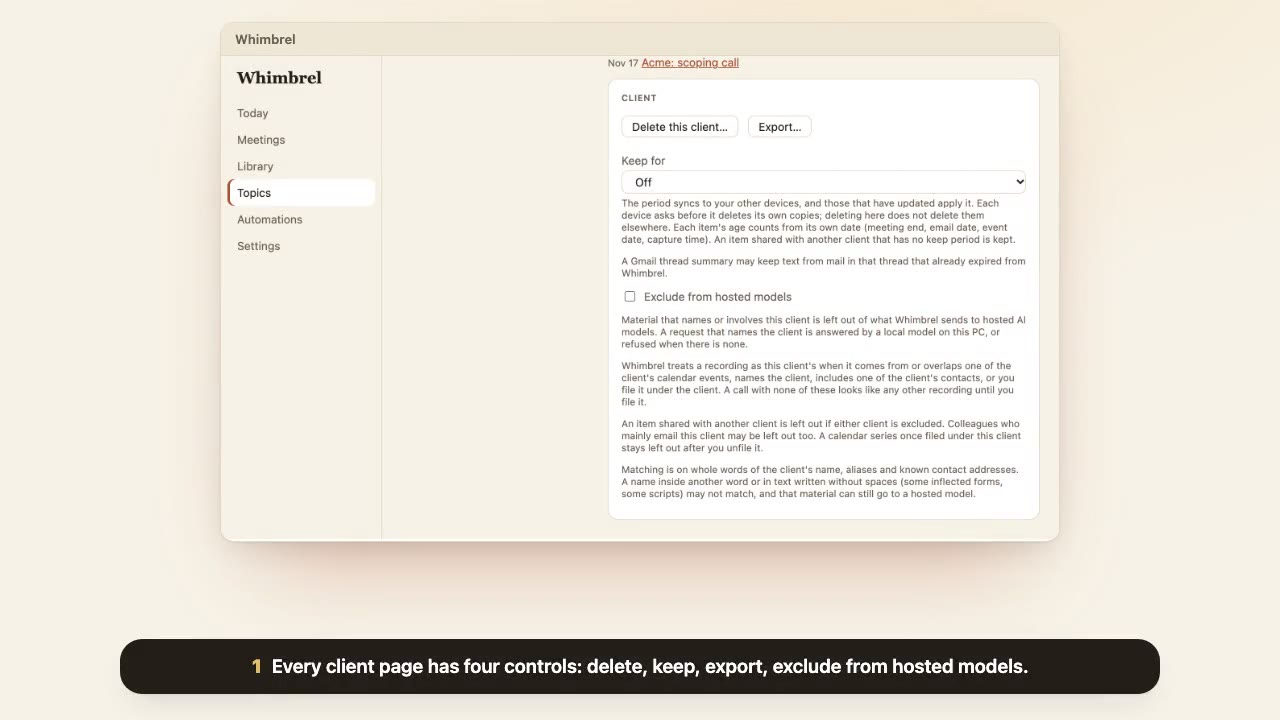 Whimbrel
Whimbrel
Today
Meetings
Library
Topics
Automations
Settings
Nov 17 Acme: scoping call
CLIENT
Delete this client...
Export...
Keep for
Off
The period syncs to your other devices, and those that have updated apply it. Each
device asks before it deletes its own copies; deleting here does not delete them
elsewhere. Each item's age counts from its own date (meeting end, email date, event
date, capture time). An item shared with another client that has no keep period is kept.
A Gmail thread summary may keep text from mail in that thread that already expired from
Whimbrel.
Exclude from hosted models
Material that names or involves this client is left out of what Whimbrel sends to hosted AI
models. A request that names the client is answered by a local model on this PC, or
refused when there is none.
Whimbrel treats a recording as this client's when it comes from or overlaps one of the
client's calendar events, names the client, includes one of the client's contacts, or you
file it under the client. A call with none of these looks like any other recording until you
file it.
An item shared with another client is left out if either client is excluded. Colleagues who
mainly email this client may be left out too. A calendar series once filed under this client
stays left out after you unfile it.
Matching is on whole words of the client's name, aliases and known contact addresses.
A name inside another word or in text written without spaces (some inflected forms,
some scripts) may not match, and that material can still go to a hosted model.
1 Every client page has four controls: delete, keep, export, exclude from hosted models.